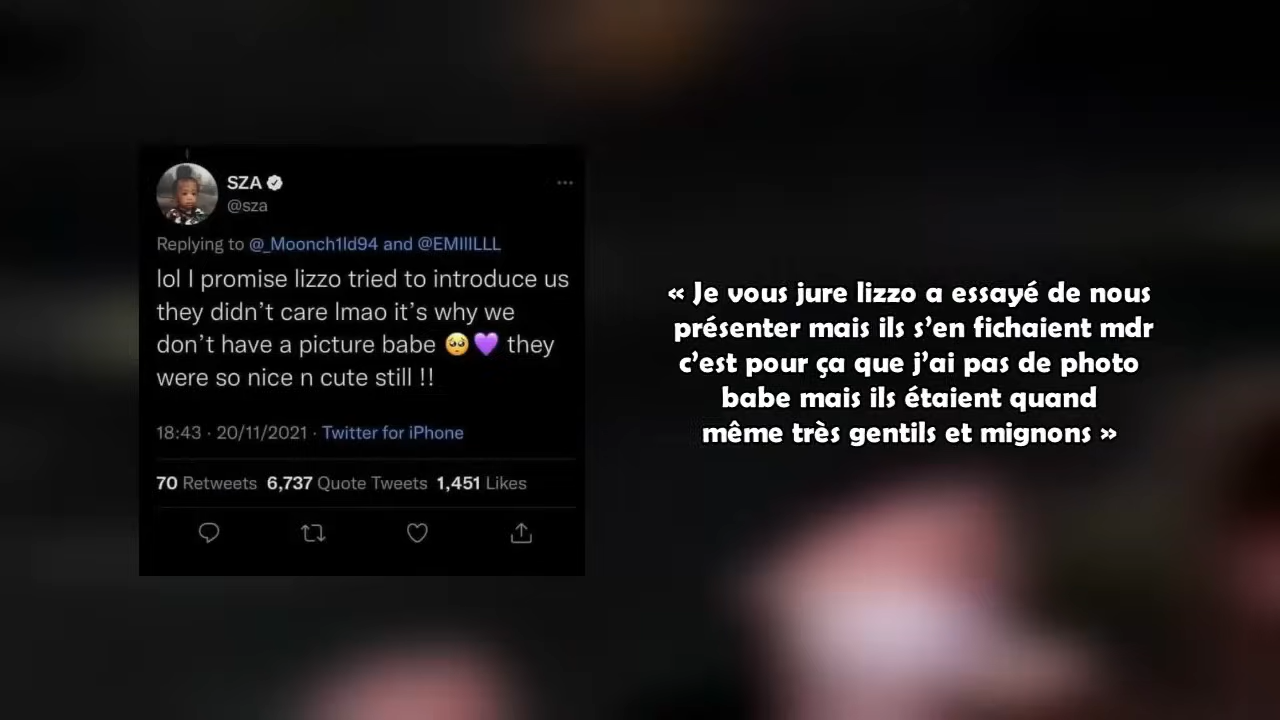 SZA
@sza
Replying to @_Moonch1ld94 and @EMIIILLL
lol I promise lizzo tried to introduce us
they didn’t care lmao it’s why we
don’t have a picture babe 🥺💜 they
were so nice n cute still !!
18:43 · 20/11/2021 · Twitter for iPhone
70 Retweets 6,737 Quote Tweets 1,451 Likes
« Je vous jure lizzo a essayé de nous
présenter mais ils s’en fichaient mdr
c’est pour ça que j’ai pas de photo
babe mais ils étaient quand
même très gentils et mignons »